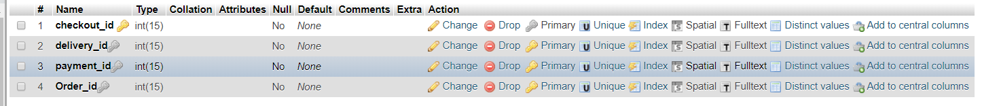 # Name Type Collation Attributes Null Default Comments Extra Action
1 checkout_id int(15) No None Change Drop Primary Unique Index Spatial Fulltext Distinct values Add to central columns
2 delivery_id int(15) No None Change Drop Primary Unique Index Spatial Fulltext Distinct values Add to central columns
3 payment_id int(15) No None Change Drop Primary Unique Index Spatial Fulltext Distinct values Add to central columns
4 Order_id int(15) No None Change Drop Primary Unique Index Spatial Fulltext Distinct values Add to central columns